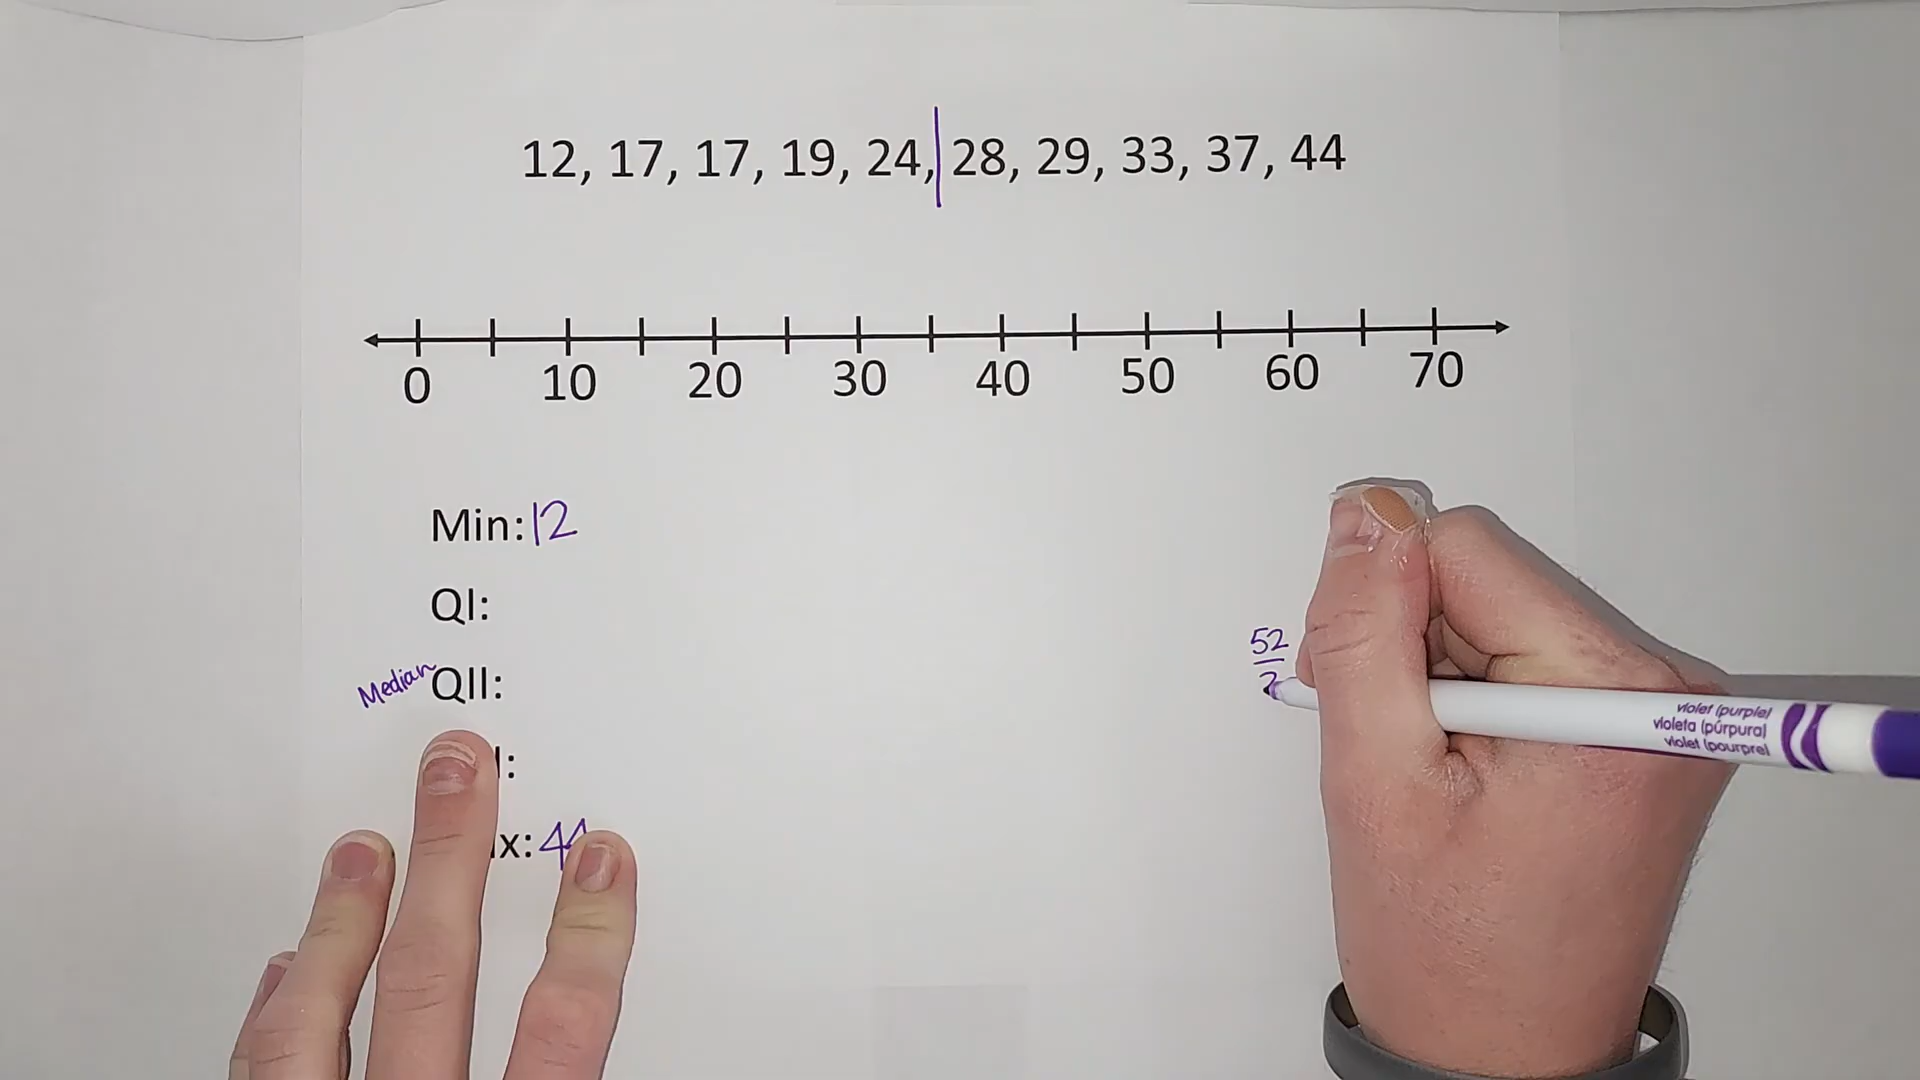 12, 17, 17, 19, 24, 28, 29, 33, 37, 44
0 10 20 30 40 50 60 70
Min: 12
QI:
Median QII:
52
2
violet (purple)
violeta (púrpura)
violet (pourpre)